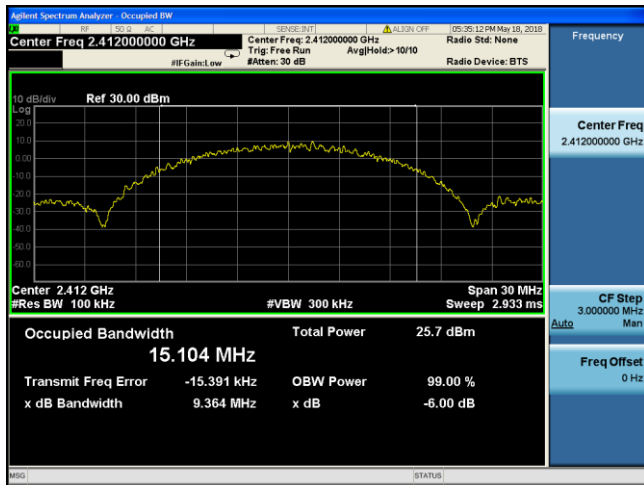 Agilent Spectrum Analyzer - Occupied BW
RF 50 Ω AC SENSE:INT ALIGN OFF 05:35:12 PM May 18, 2018
Center Freq 2.412000000 GHz
Center Freq: 2.412000000 GHz
Radio Std: None
Trig: Free Run Avg|Hold:> 10/10
#IFGain:Low #Atten: 30 dB Radio Device: BTS
Frequency
10 dB/div Ref 30.00 dBm
Log
20.0
10.0
0.00
-10.0
-20.0
-30.0
-40.0
-50.0
-60.0
Center 2.412 GHz Span 30 MHz
#Res BW 100 kHz #VBW 300 kHz Sweep 2.933 ms
Occupied Bandwidth Total Power 25.7 dBm
15.104 MHz
Transmit Freq Error -15.391 kHz OBW Power 99.00 %
x dB Bandwidth 9.364 MHz x dB -6.00 dB
Center Freq
2.412000000 GHz
CF Step
3.000000 MHz
Auto Man
Freq Offset
0 Hz
MSG STATUS